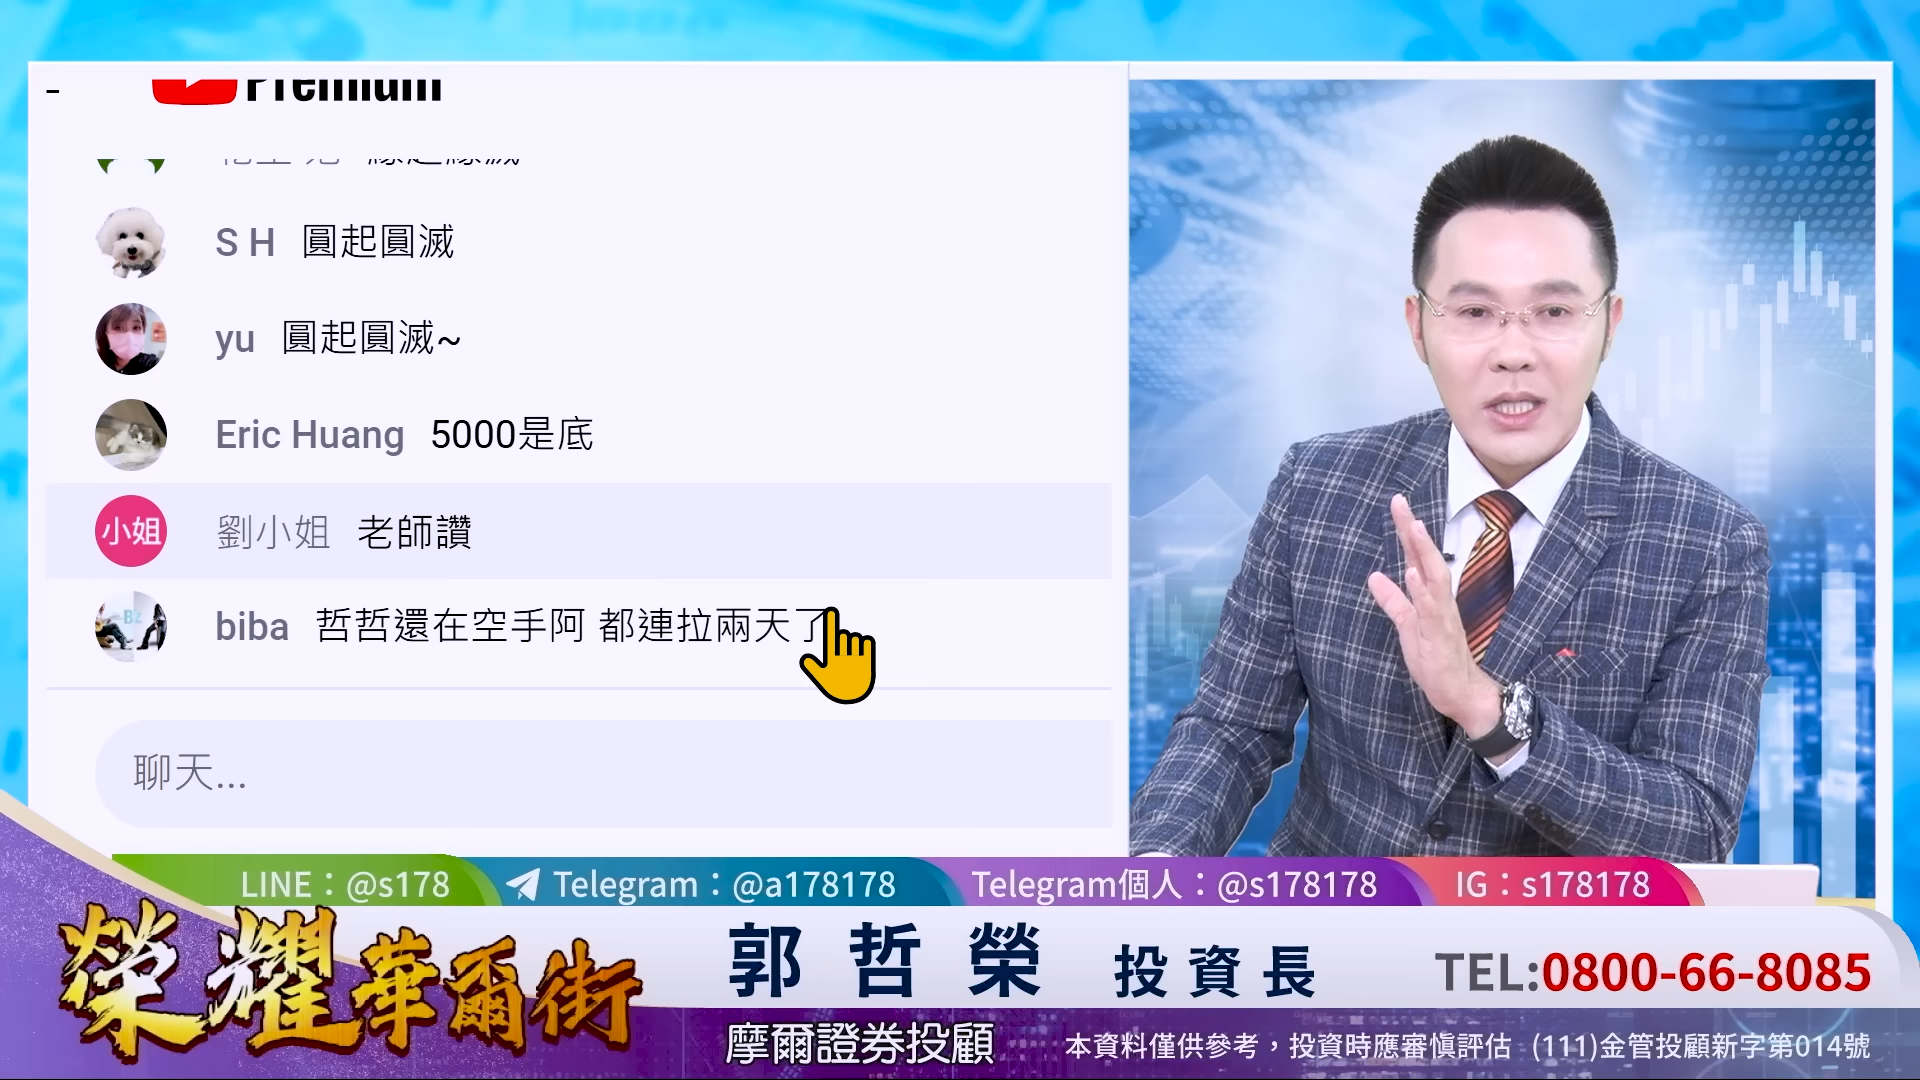 Premium
緣起緣滅
S H 圓起圓滅
yu 圓起圓滅~
Eric Huang 5000是底
小姐 劉小姐 老師讚
biba 哲哲還在空手阿 都連拉兩天了
聊天...
LINE：@s178 Telegram：@a178178 Telegram個人：@s178178 IG：s178178
榮耀華爾街
郭哲榮 投資長 TEL:0800-66-8085
摩爾證券投顧 本資料僅供參考，投資時應審慎評估 (111)金管投顧新字第014號